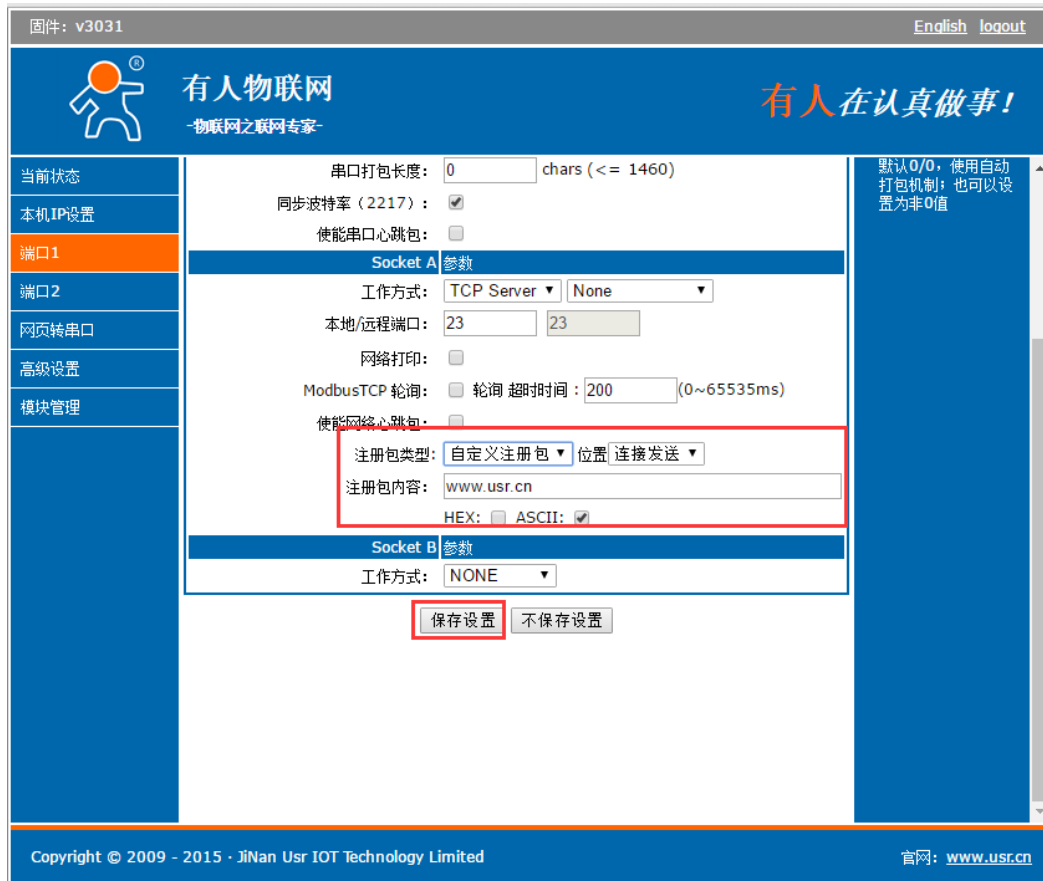 固件: v3031
English logout
®
有人物联网
-物联网之联网专家-
有人在认真做事!
当前状态
本机IP设置
端口1
端口2
网页转串口
高级设置
模块管理
串口打包长度: 0 chars (<= 1460)
同步波特率 (2217) :
使能串口心跳包:
Socket A 参数
工作方式: TCP Server None
本地/远程端口: 23 23
网络打印:
ModbusTCP 轮询: 轮询 超时时间 : 200 (0~65535ms)
使能网络心跳包:
注册包类型: 自定义注册包 位置 连接发送
注册包内容: www.usr.cn
HEX: ASCII:
Socket B 参数
工作方式: NONE
保存设置 不保存设置
默认0/0, 使用自动
打包机制; 也可以设
置为非0值
Copyright © 2009 - 2015 · JiNan Usr IOT Technology Limited
官网: www.usr.cn